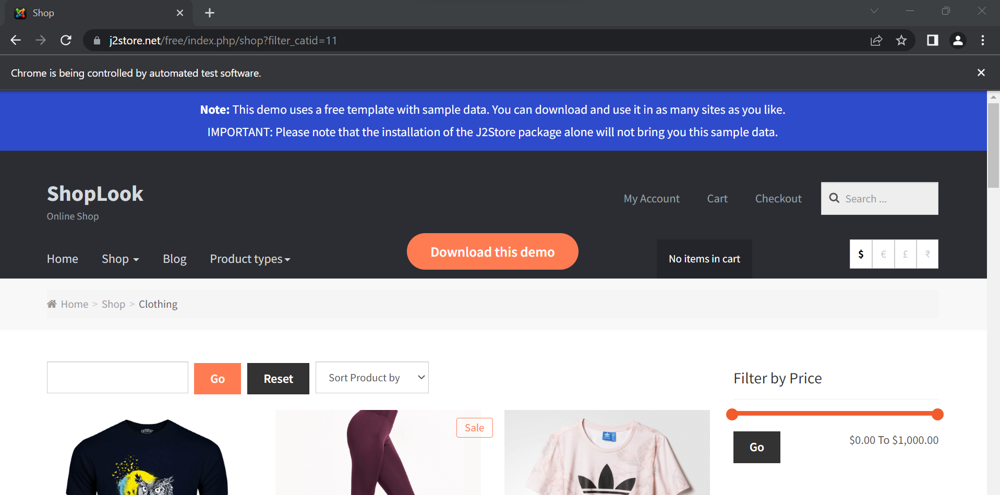 Shop
j2store.net/free/index.php/shop?filter_catid=11
Chrome is being controlled by automated test software.
Note: This demo uses a free template with sample data. You can download and use it in as many sites as you like.
IMPORTANT: Please note that the installation of the J2Store package alone will not bring you this sample data.
ShopLook
Online Shop
My Account Cart Checkout Search ...
Home Shop Blog Product types
Download this demo
No items in cart
$ € £ ₹
Home > Shop > Clothing
Go Reset Sort Product by
Filter by Price
Sale
Go $0.00 To $1,000.00